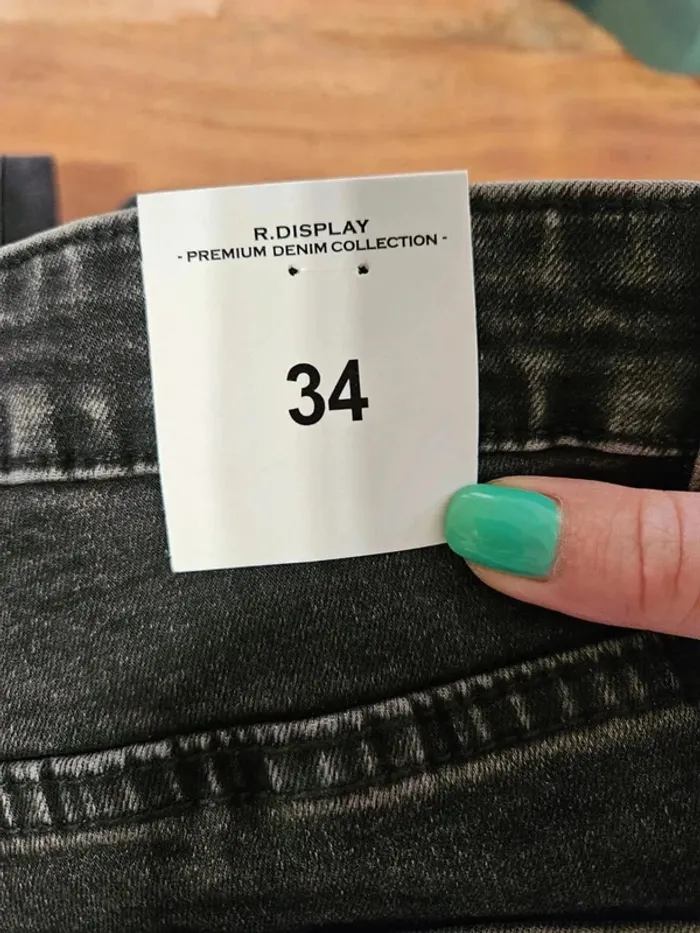 R.DISPLAY
- PREMIUM DENIM COLLECTION -
34